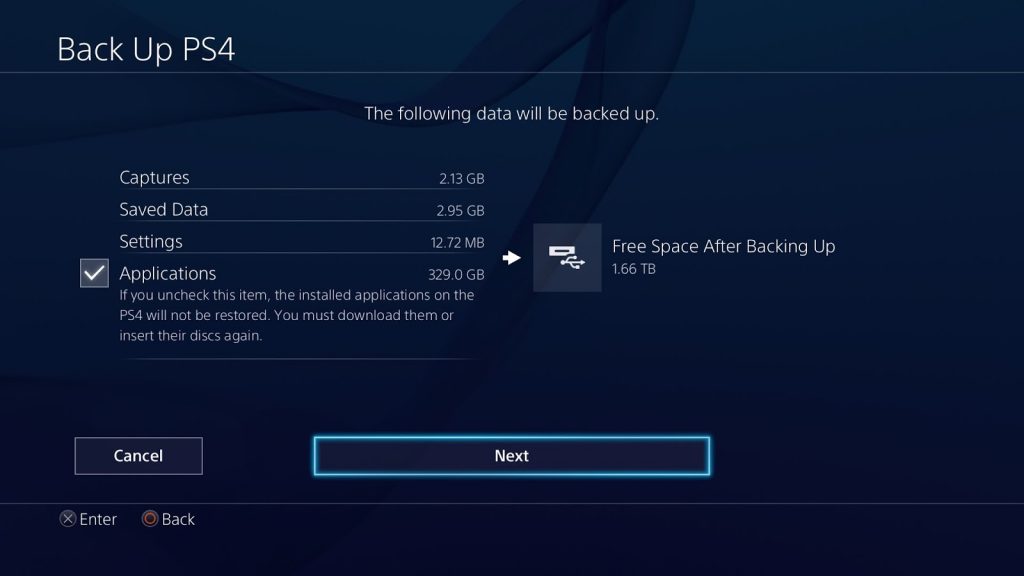 Back Up PS4
The following data will be backed up.
Captures 2.13 GB
Saved Data 2.95 GB
Settings 12.72 MB
Applications 329.0 GB
If you uncheck this item, the installed applications on the
PS4 will not be restored. You must download them or
insert their discs again.
Free Space After Backing Up
1.66 TB
Cancel
Next
Enter
Back